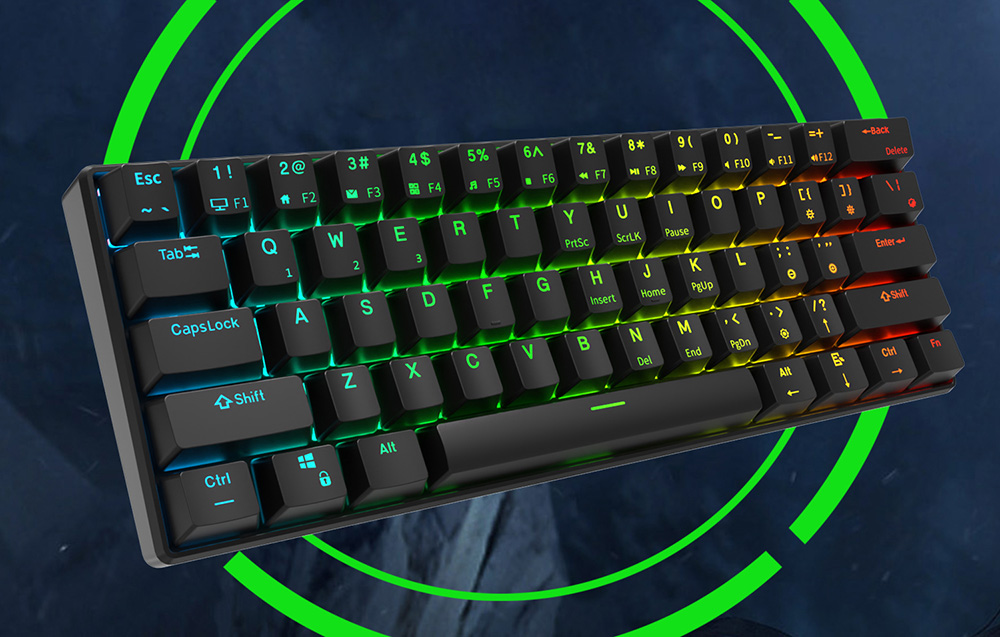 Esc 1! 2@ 3# 4$ 5% 6^ 7& 8* 9( 0) -_ =+ ←Back
~ ` F1 F2 F3 F4 F5 F6 F7 F8 F9 F10 F11 F12 Delete
Tab Q W E R T Y U I O P [{ ]} \|
1 2 3 PrtSc ScrLK Pause
CapsLock A S D F G H J K L ;: '" Enter↵
Insert Home PgUp
⇧Shift Z X C V B N M ,< .> /? ⇧Shift
Del End PgDn ↑
Ctrl Alt Alt Ctrl Fn
← ↓ →